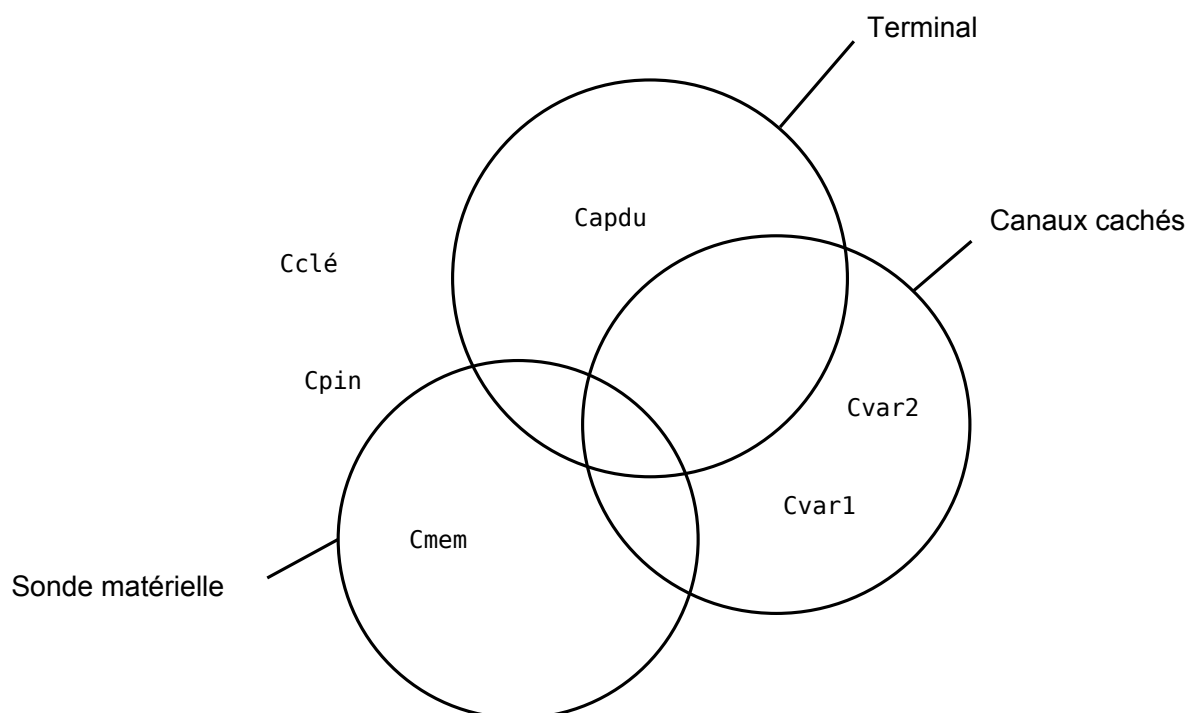 Terminal
Capdu
Canaux cachés
Cclé
Cpin
Cvar2
Cvar1
Cmem
Sonde matérielle